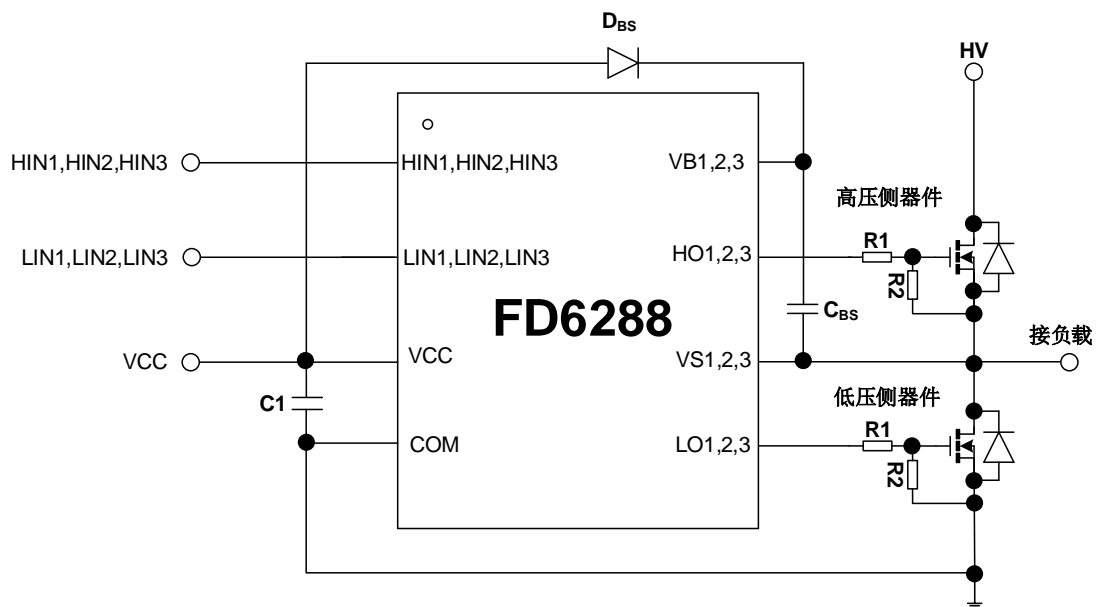 DBS
HV
HIN1,HIN2,HIN3
HIN1,HIN2,HIN3
VB1,2,3
高压侧器件
LIN1,LIN2,LIN3
LIN1,LIN2,LIN3
HO1,2,3
R1
R2
FD6288
CBS
接负载
VCC
VCC
VS1,2,3
低压侧器件
C1
R1
COM
LO1,2,3
R2